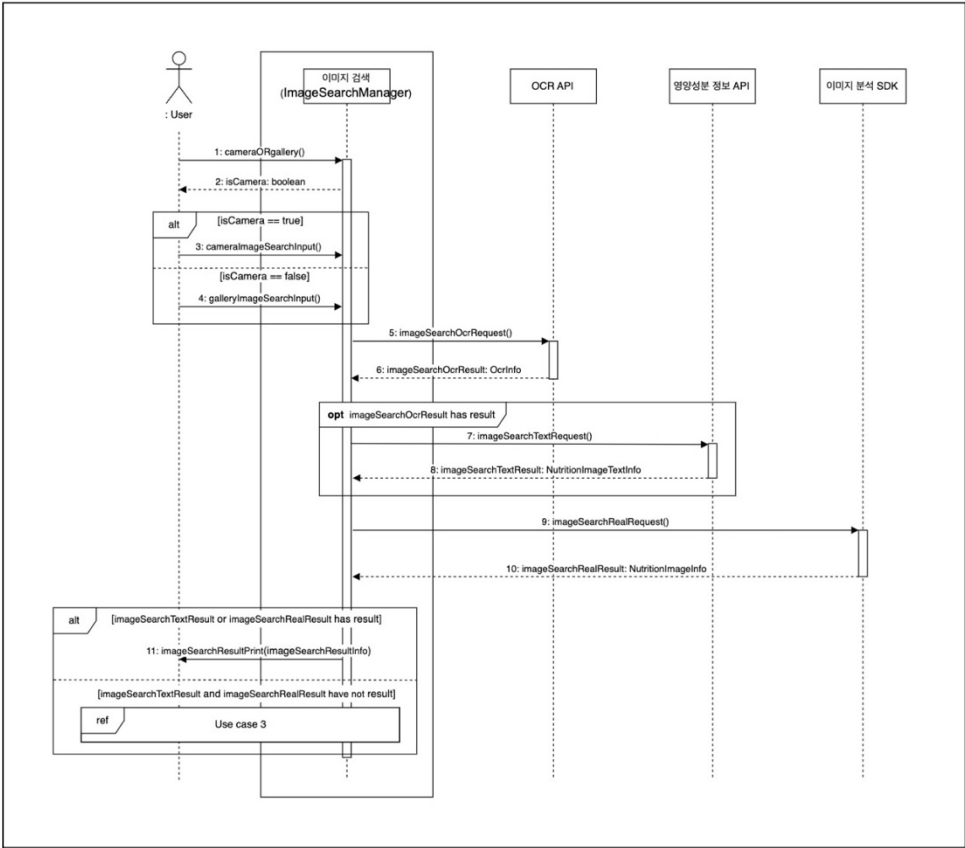 이미지 검색
(ImageSearchManager)
OCR API
영양성분 정보 API
이미지 분석 SDK
: User
1: cameraORgallery()
2: isCamera: boolean
alt
[isCamera == true]
3: cameraImageSearchInput()
[isCamera == false]
4: galleryImageSearchInput()
5: imageSearchOcrRequest()
6: imageSearchOcrResult: OcrInfo
opt imageSearchOcrResult has result
7: imageSearchTextRequest()
8: imageSearchTextResult: NutritionImageTextInfo
9: imageSearchRealRequest()
10: imageSearchRealResult: NutritionImageInfo
alt
[imageSearchTextResult or imageSearchRealResult has result]
11: imageSearchResultPrint(imageSearchResultInfo)
[imageSearchTextResult and imageSearchRealResult have not result]
ref
Use case 3